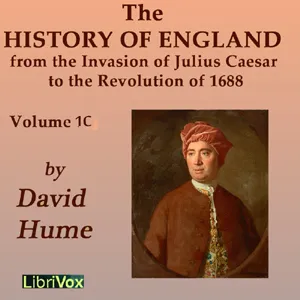 The
HISTORY OF ENGLAND
from the Invasion of Julius Caesar
to the Revolution of 1688
Volume 1C
by
David
Hume
LibriVox